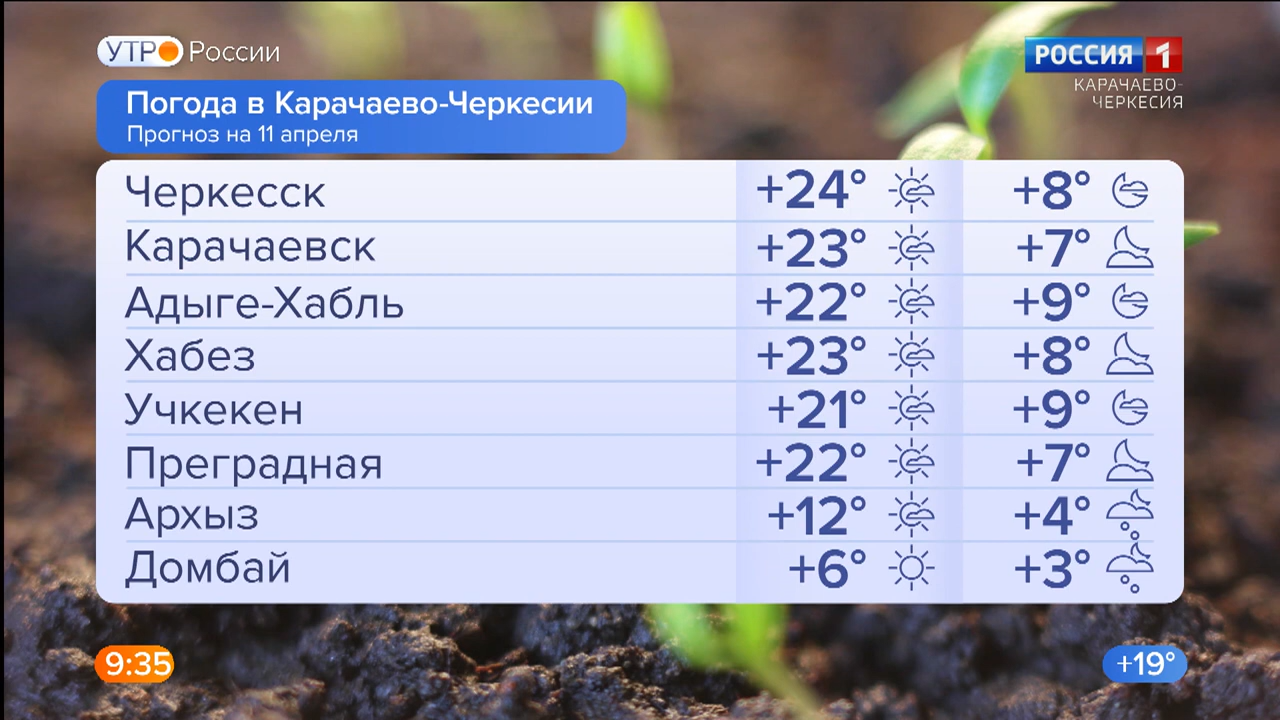 УТРО России
РОССИЯ 1
КАРАЧАЕВО-
ЧЕРКЕСИЯ
Погода в Карачаево-Черкесии
Прогноз на 11 апреля
Черкесск +24° +8°
Карачаевск +23° +7°
Адыге-Хабль +22° +9°
Хабез +23° +8°
Учкекен +21° +9°
Преградная +22° +7°
Архыз +12° +4°
Домбай +6° +3°
9:35 +19°